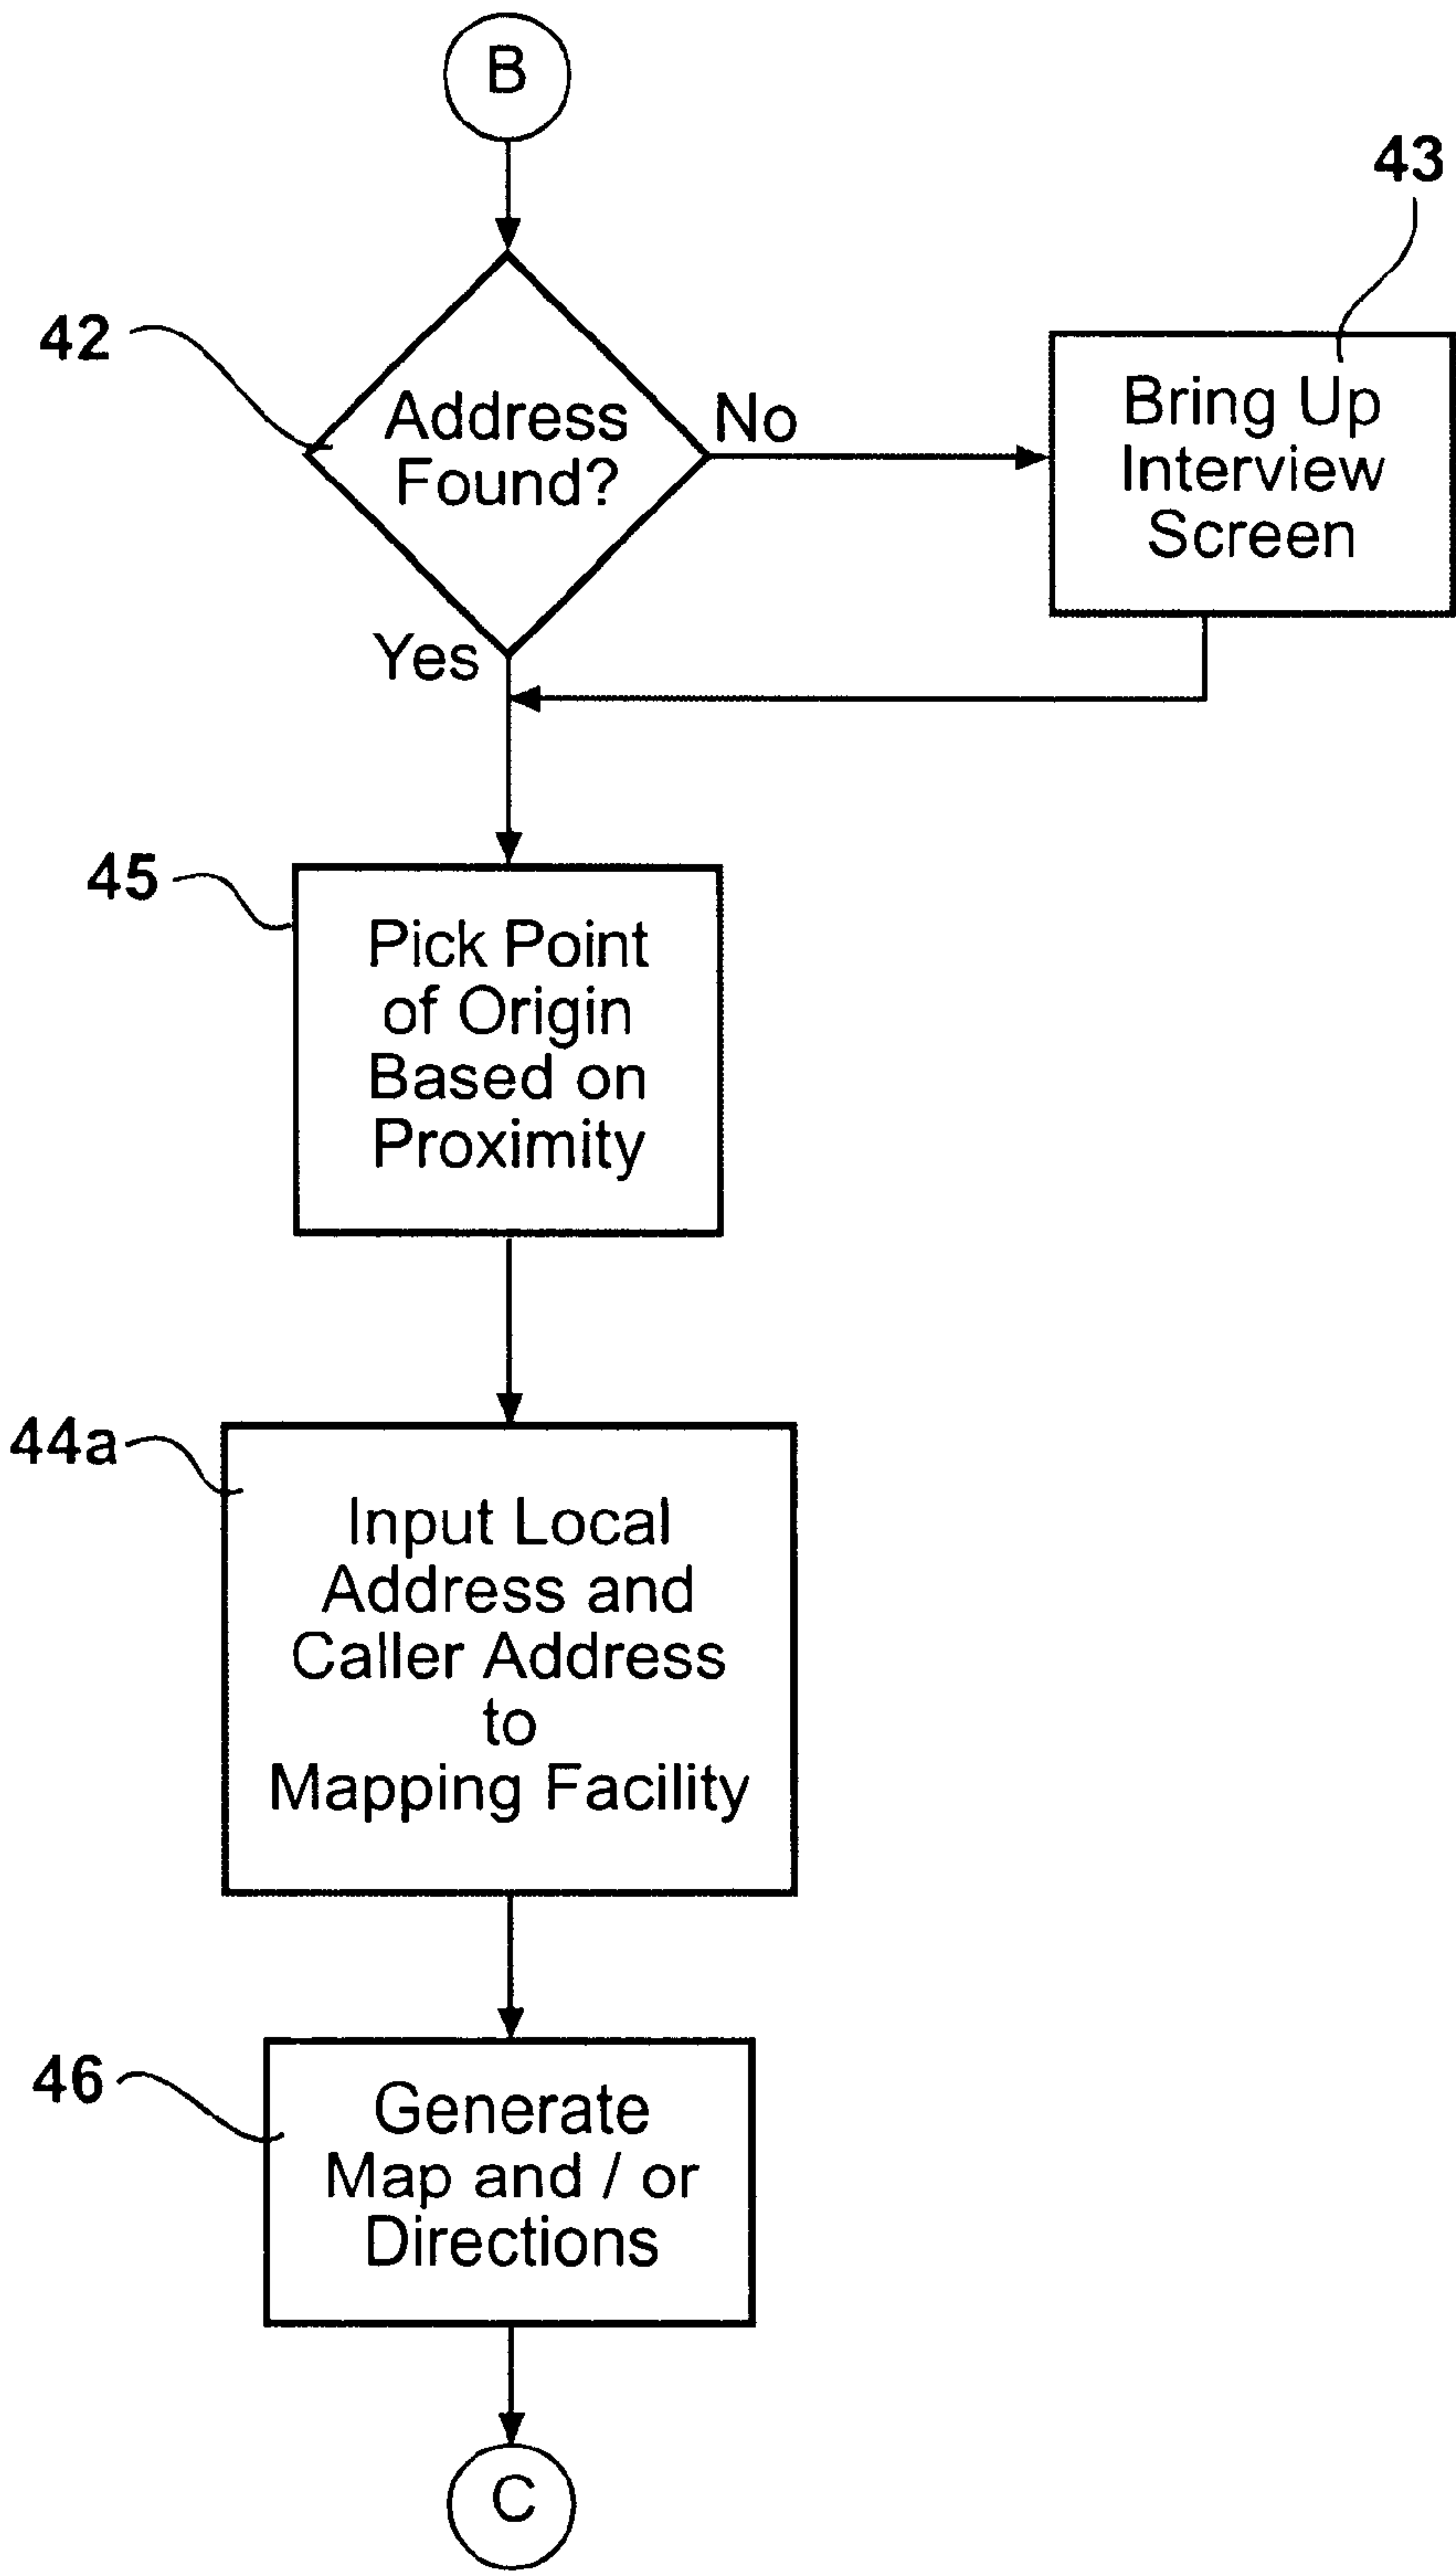 B
43
42
Address
Found?
No
Bring Up
Interview
Screen
Yes
45
Pick Point
of Origin
Based on
Proximity
44a
Input Local
Address and
Caller Address
to
Mapping Facility
46
Generate
Map and / or
Directions
C